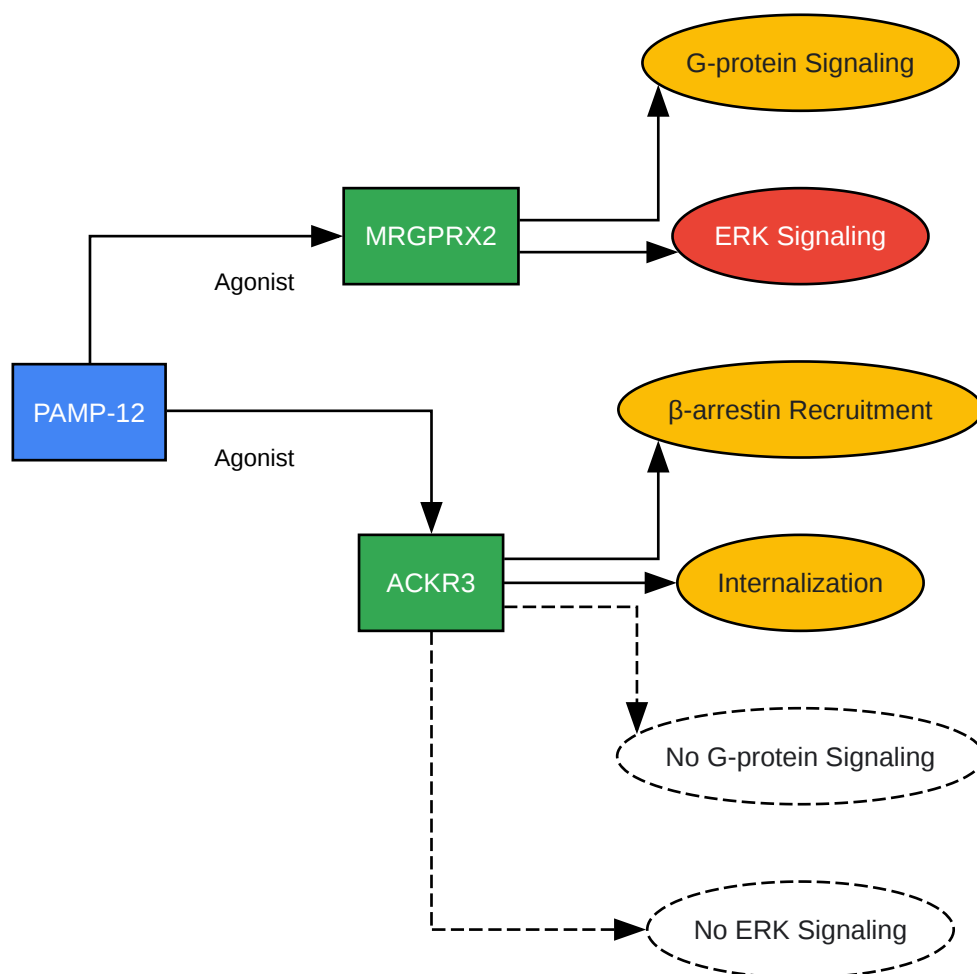 G-protein Signaling
MRGPRX2
ERK Signaling
Agonist
PAMP-12
β-arrestin Recruitment
Agonist
ACKR3
Internalization
No G-protein Signaling
No ERK Signaling